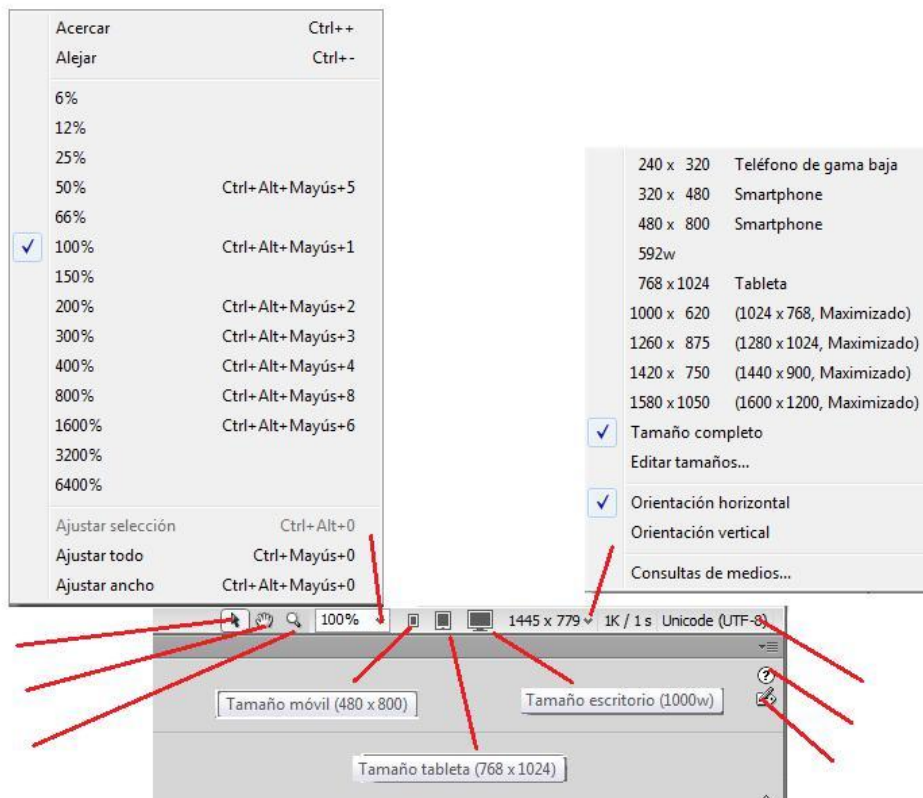 Acercar Ctrl++
Alejar Ctrl+-
6%
12%
25%
50% Ctrl+Alt+Mayús+5
66%
100% Ctrl+Alt+Mayús+1
150%
200% Ctrl+Alt+Mayús+2
300% Ctrl+Alt+Mayús+3
400% Ctrl+Alt+Mayús+4
800% Ctrl+Alt+Mayús+8
1600% Ctrl+Alt+Mayús+6
3200%
6400%
Ajustar selección Ctrl+Alt+0
Ajustar todo Ctrl+Mayús+0
Ajustar ancho Ctrl+Alt+Mayús+0
240 x 320 Teléfono de gama baja
320 x 480 Smartphone
480 x 800 Smartphone
592w
768 x 1024 Tableta
1000 x 620 (1024 x 768, Maximizado)
1260 x 875 (1280 x 1024, Maximizado)
1420 x 750 (1440 x 900, Maximizado)
1580 x 1050 (1600 x 1200, Maximizado)
Tamaño completo
Editar tamaños...
Orientación horizontal
Orientación vertical
Consultas de medios...
100% 1445 x 779 1K / 1 s Unicode (UTF-8)
Tamaño móvil (480 x 800) Tamaño escritorio (1000w)
Tamaño tableta (768 x 1024)